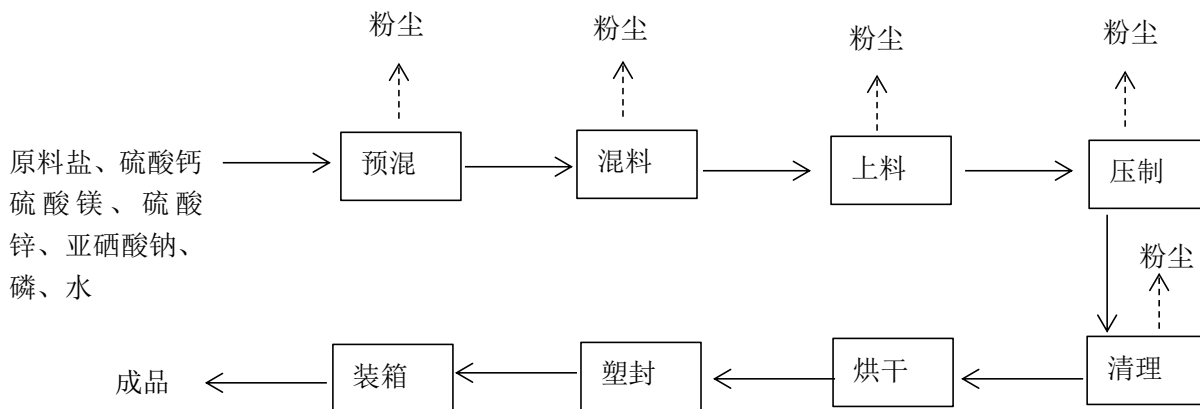 粉尘
粉尘
粉尘
粉尘
原料盐、硫酸钙
硫酸镁、硫酸
锌、亚硒酸钠、
磷、水
预混
混料
上料
压制
粉尘
清理
烘干
塑封
装箱
成品